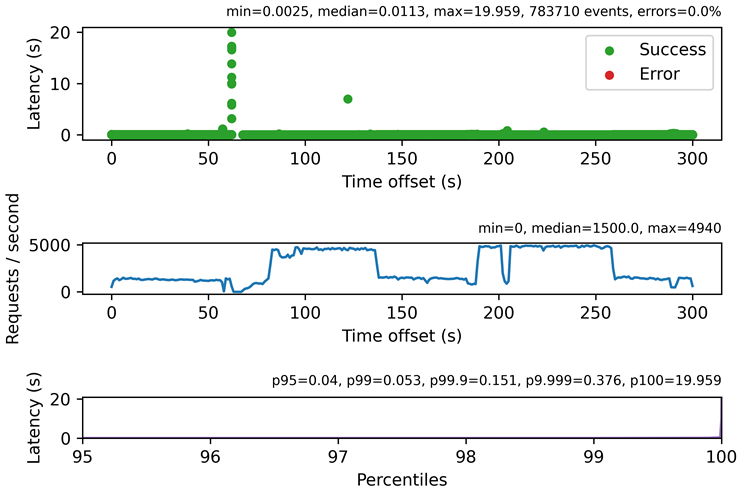 min=0.0025, median=0.0113, max=19.959, 783710 events, errors=0.0%
Latency (s)
20
10
0
Success
Error
0 50 100 150 200 250 300
Time offset (s)
Requests / second
min=0, median=1500.0, max=4940
5000
0
0 50 100 150 200 250 300
Time offset (s)
p95=0.04, p99=0.053, p99.9=0.151, p9.999=0.376, p100=19.959
Latency (s)
20
0
95 96 97 98 99 100
Percentiles